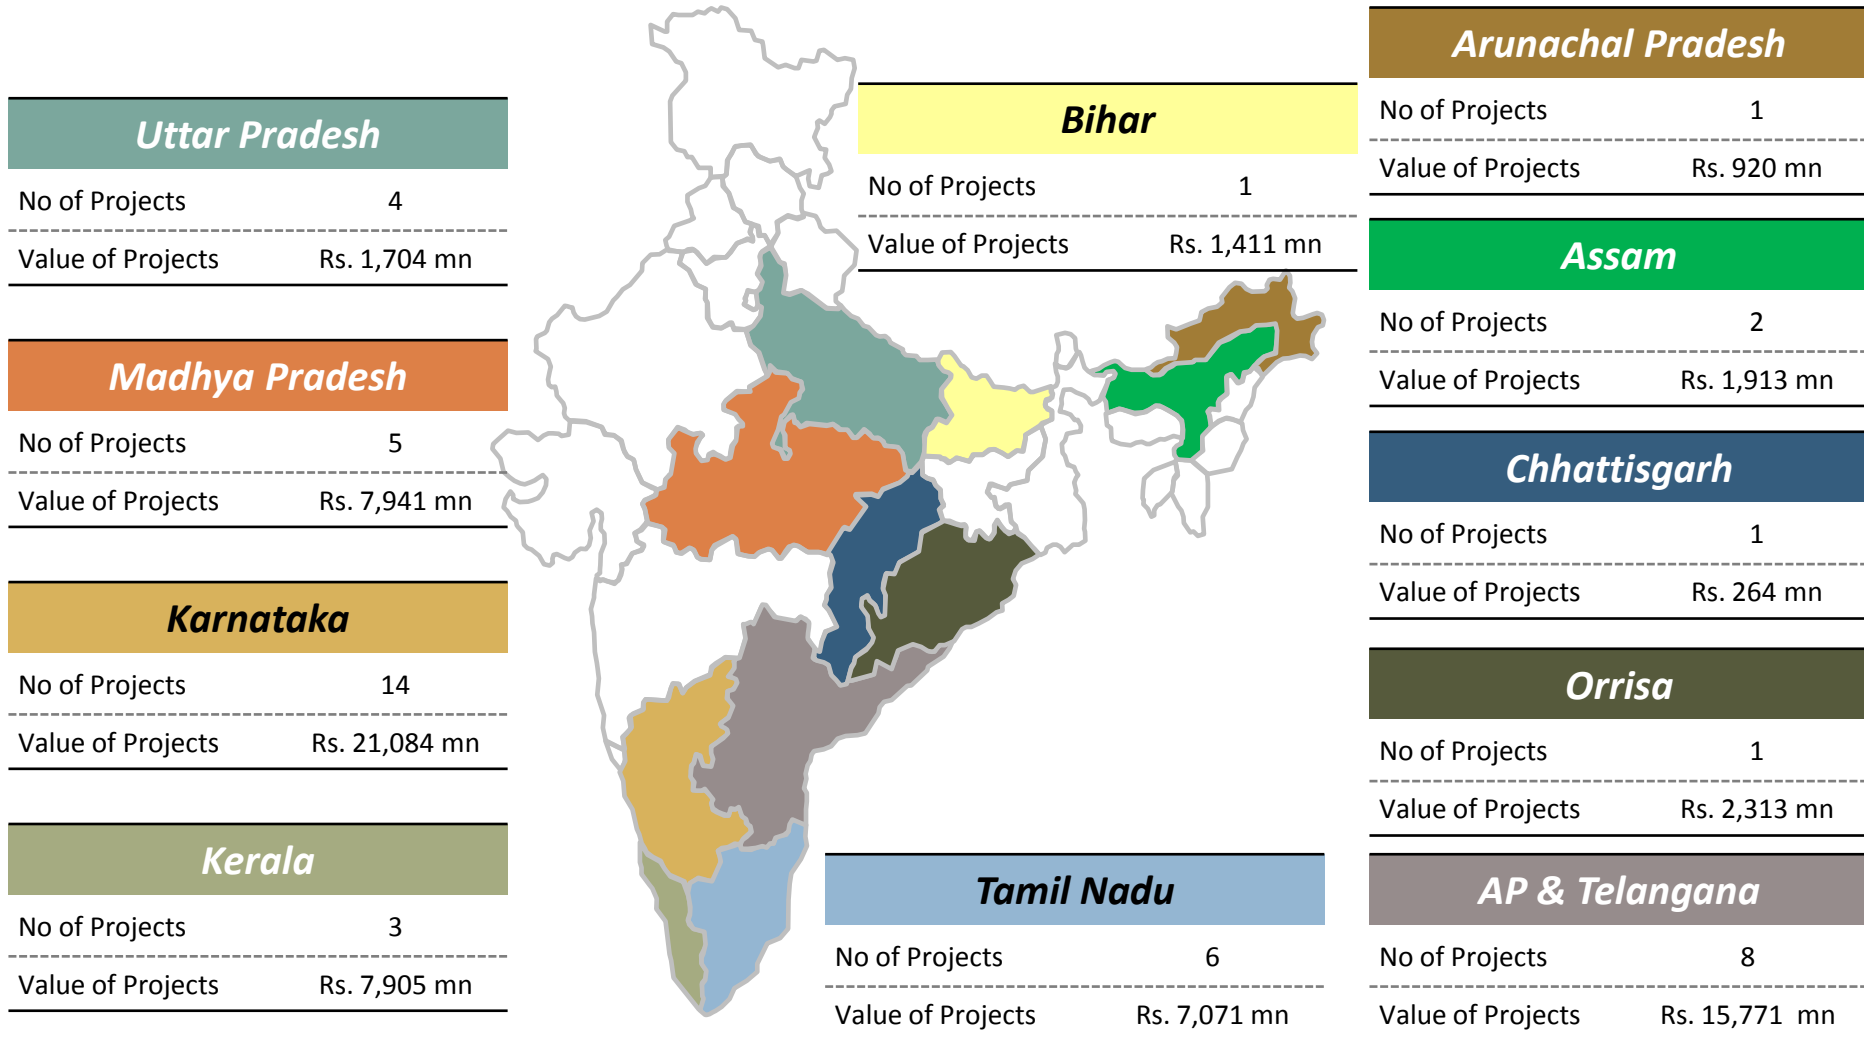 Uttar Pradesh
No of Projects 4
Value of Projects Rs. 1,704 mn
Madhya Pradesh
No of Projects 5
Value of Projects Rs. 7,941 mn
Karnataka
No of Projects 14
Value of Projects Rs. 21,084 mn
Kerala
No of Projects 3
Value of Projects Rs. 7,905 mn
Bihar
No of Projects 1
Value of Projects Rs. 1,411 mn
Tamil Nadu
No of Projects 6
Value of Projects Rs. 7,071 mn
Arunachal Pradesh
No of Projects 1
Value of Projects Rs. 920 mn
Assam
No of Projects 2
Value of Projects Rs. 1,913 mn
Chhattisgarh
No of Projects 1
Value of Projects Rs. 264 mn
Orrisa
No of Projects 1
Value of Projects Rs. 2,313 mn
AP & Telangana
No of Projects 8
Value of Projects Rs. 15,771 mn